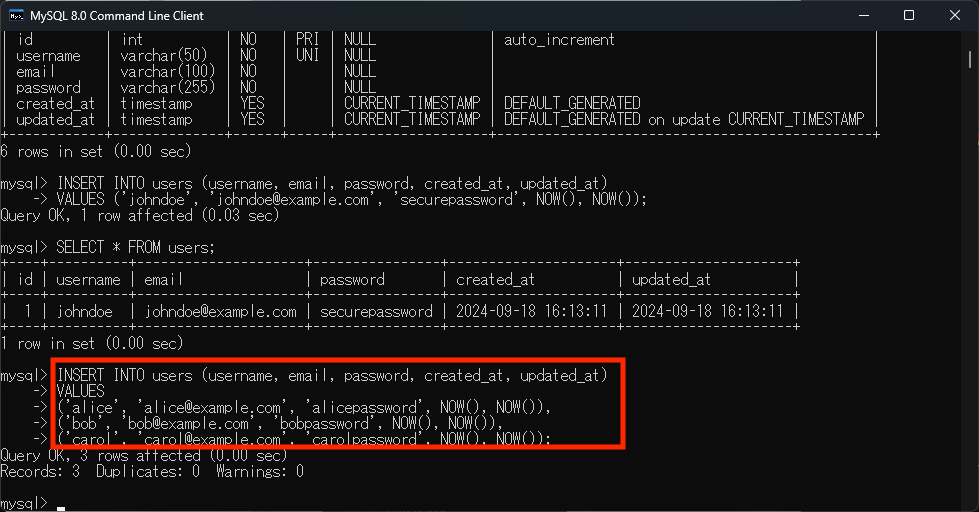 MySQL 8.0 Command Line Client
| id         | int          | NO   | PRI | NULL              | auto_increment                                |
| username   | varchar(50)  | NO   | UNI | NULL              |                                               |
| email      | varchar(100) | NO   |     | NULL              |                                               |
| password   | varchar(255) | NO   |     | NULL              |                                               |
| created_at | timestamp    | YES  |     | CURRENT_TIMESTAMP | DEFAULT_GENERATED                             |
| updated_at | timestamp    | YES  |     | CURRENT_TIMESTAMP | DEFAULT_GENERATED on update CURRENT_TIMESTAMP |
+------------+--------------+------+-----+-------------------+-----------------------------------------------+
6 rows in set (0.00 sec)
mysql> INSERT INTO users (username, email, password, created_at, updated_at)
    -> VALUES ('johndoe', 'johndoe@example.com', 'securepassword', NOW(), NOW());
Query OK, 1 row affected (0.03 sec)
mysql> SELECT * FROM users;
+----+----------+---------------------+----------------+---------------------+---------------------+
| id | username | email               | password       | created_at          | updated_at          |
+----+----------+---------------------+----------------+---------------------+---------------------+
|  1 | johndoe  | johndoe@example.com | securepassword | 2024-09-18 16:13:11 | 2024-09-18 16:13:11 |
+----+----------+---------------------+----------------+---------------------+---------------------+
1 row in set (0.00 sec)
mysql> INSERT INTO users (username, email, password, created_at, updated_at)
    -> VALUES
    -> ('alice', 'alice@example.com', 'alicepassword', NOW(), NOW()),
    -> ('bob', 'bob@example.com', 'bobpassword', NOW(), NOW()),
    -> ('carol', 'carol@example.com', 'carolpassword', NOW(), NOW());
Query OK, 3 rows affected (0.00 sec)
Records: 3  Duplicates: 0  Warnings: 0
mysql> _